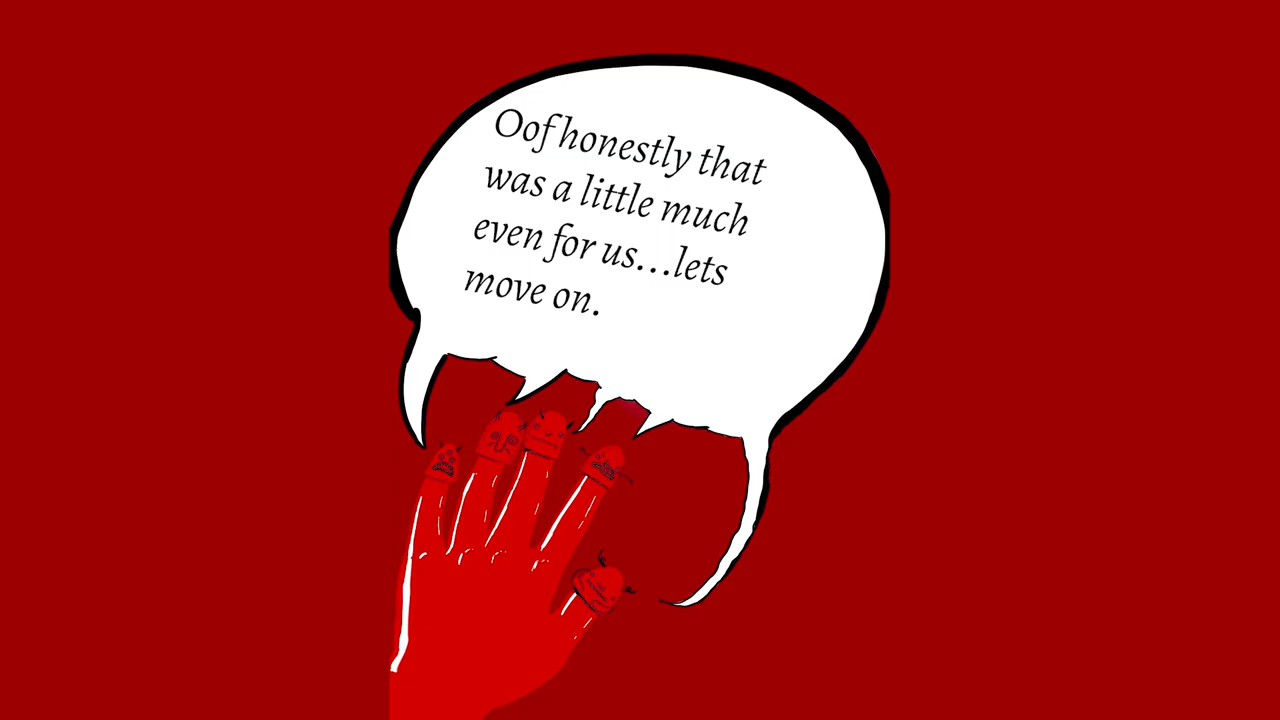 Oof honestly that
was a little much
even for us...lets
move on.